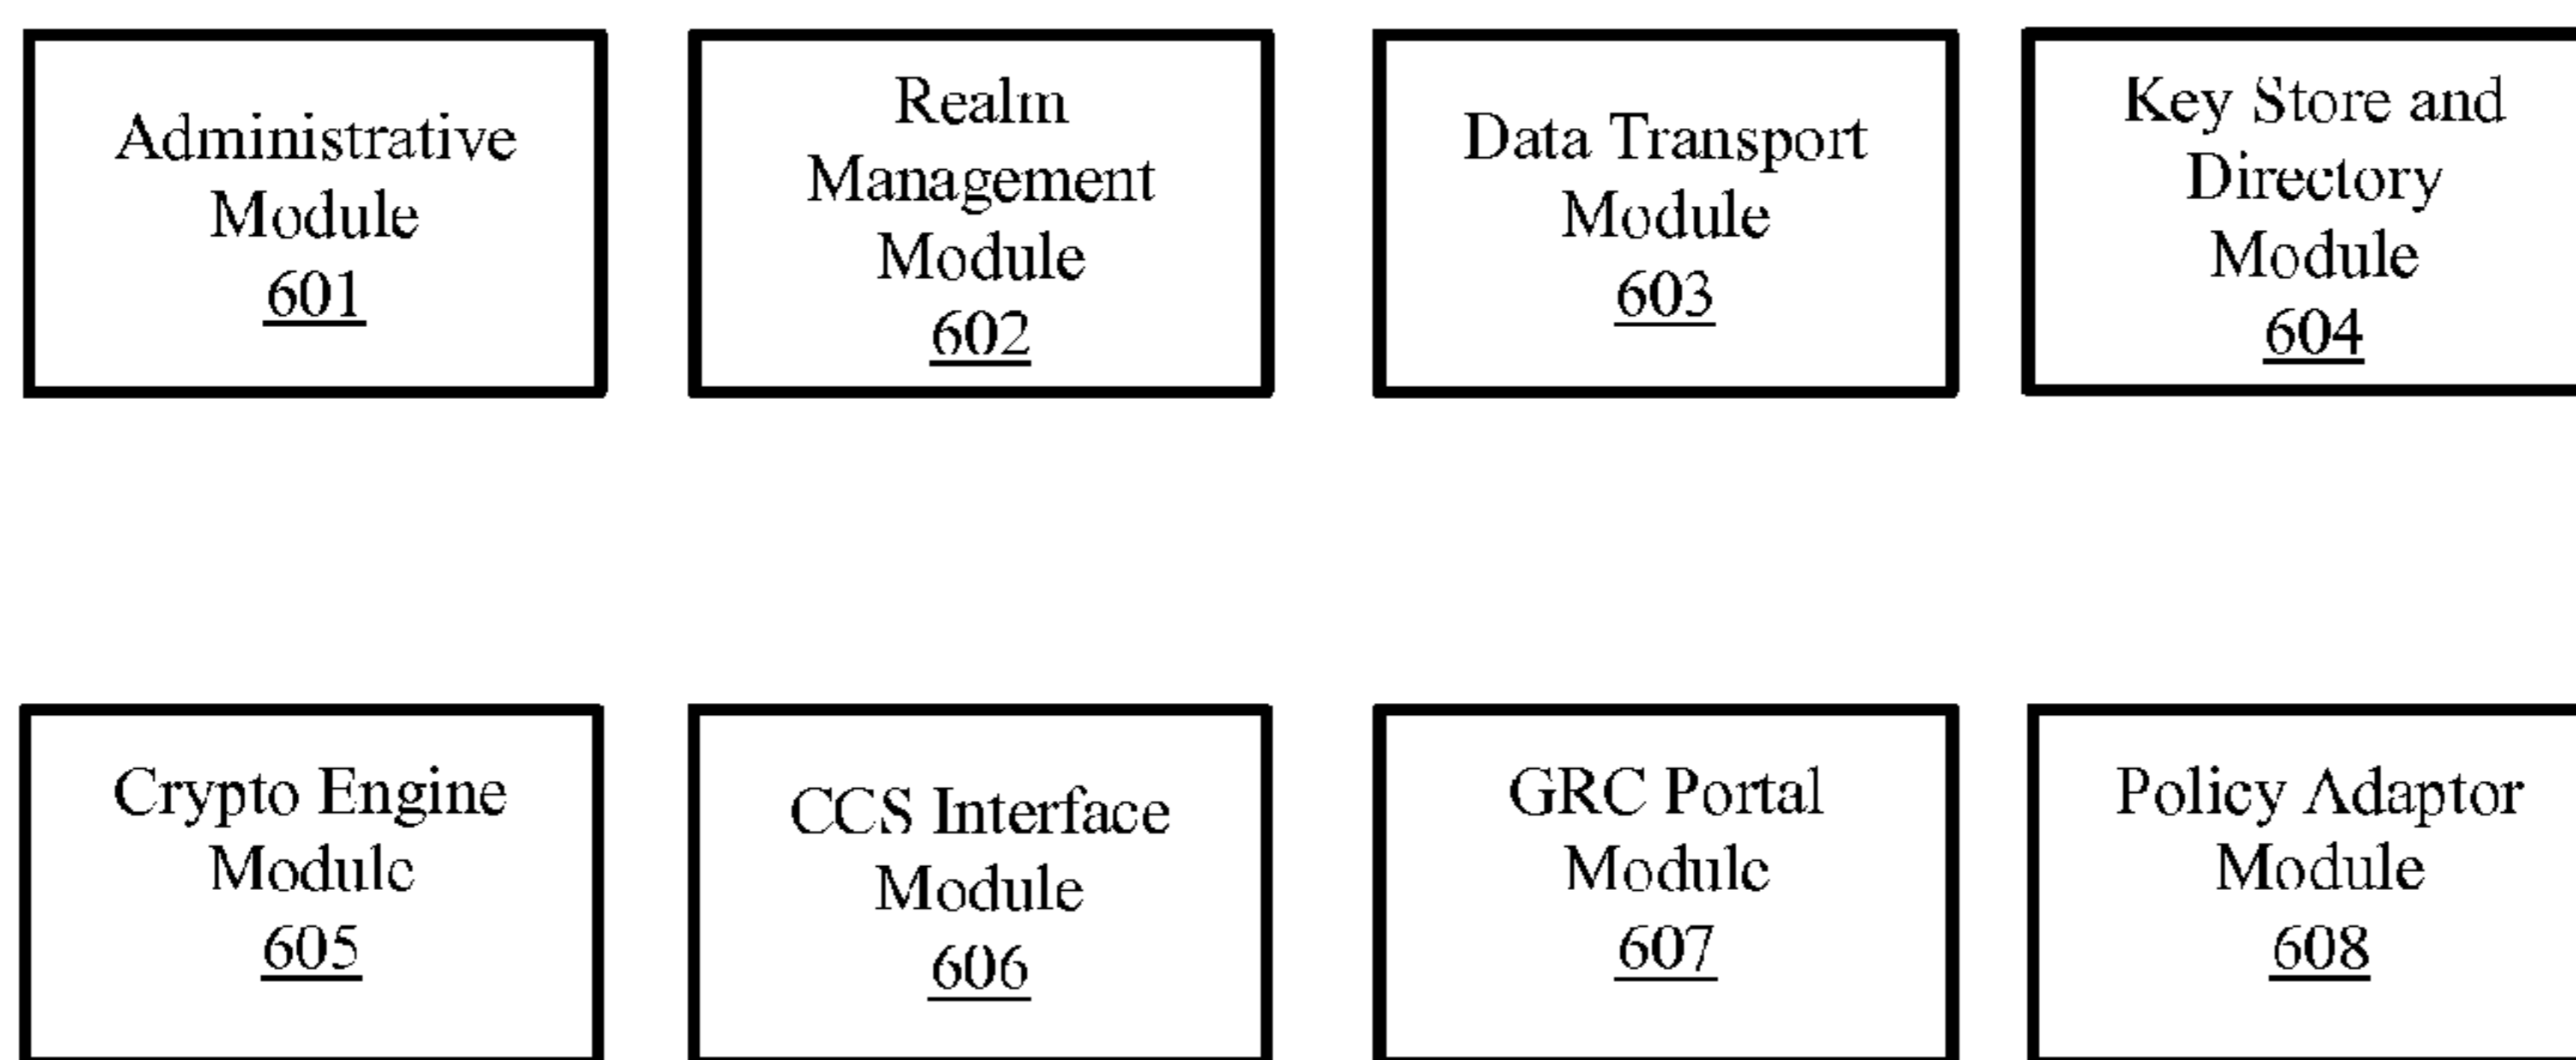 Administrative
Module
601
Realm
Management
Module
602
Data Transport
Module
603
Key Store and
Directory
Module
604
Crypto Engine
Module
605
CCS Interface
Module
606
GRC Portal
Module
607
Policy Adaptor
Module
608